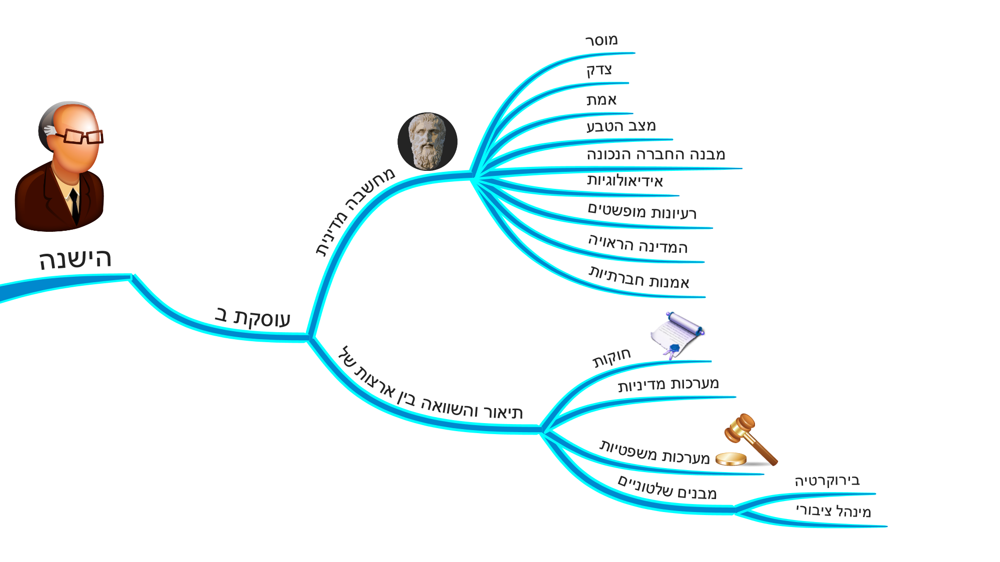 הישנה
עוסקת ב
מחשבה מדינית
מוסר
צדק
אמת
מצב הטבע
מבנה החברה הנכונה
אידיאולוגיות
רעיונות מופשטים
המדינה הראויה
אמנות חברתיות
תיאור והשוואה בין ארצות של
חוקות
מערכות מדיניות
מערכות משפטיות
מבנים שלטוניים
בירוקרטיה
מינהל ציבורי